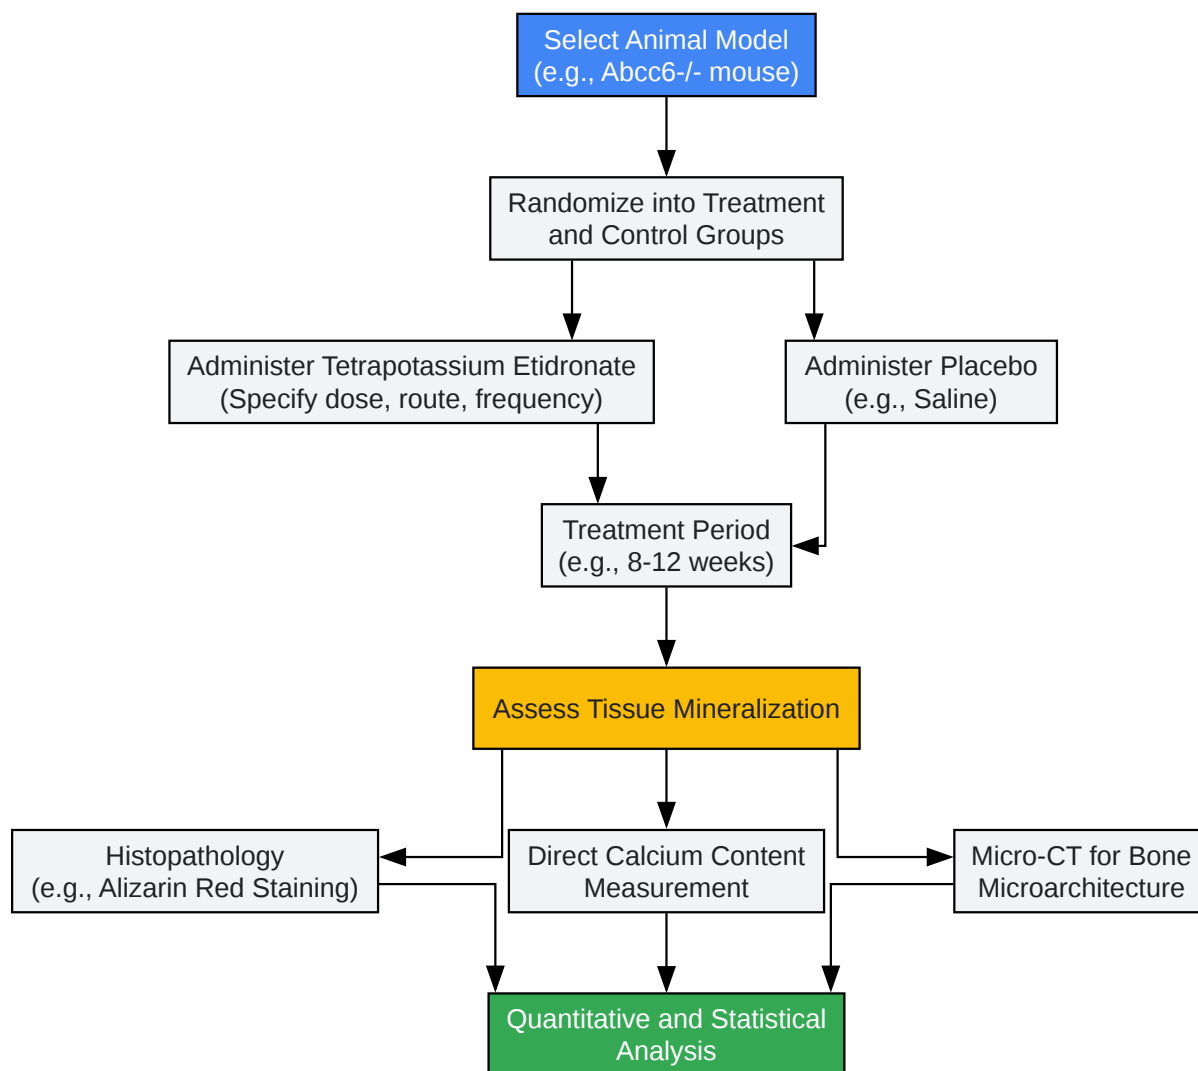 Select Animal Model
(e.g., Abcc6-/- mouse)
Randomize into Treatment
and Control Groups
Administer Tetrapotassium Etidronate
(Specify dose, route, frequency)
Administer Placebo
(e.g., Saline)
Treatment Period
(e.g., 8-12 weeks)
Assess Tissue Mineralization
Histopathology
(e.g., Alizarin Red Staining)
Direct Calcium Content
Measurement
Micro-CT for Bone
Microarchitecture
Quantitative and Statistical
Analysis